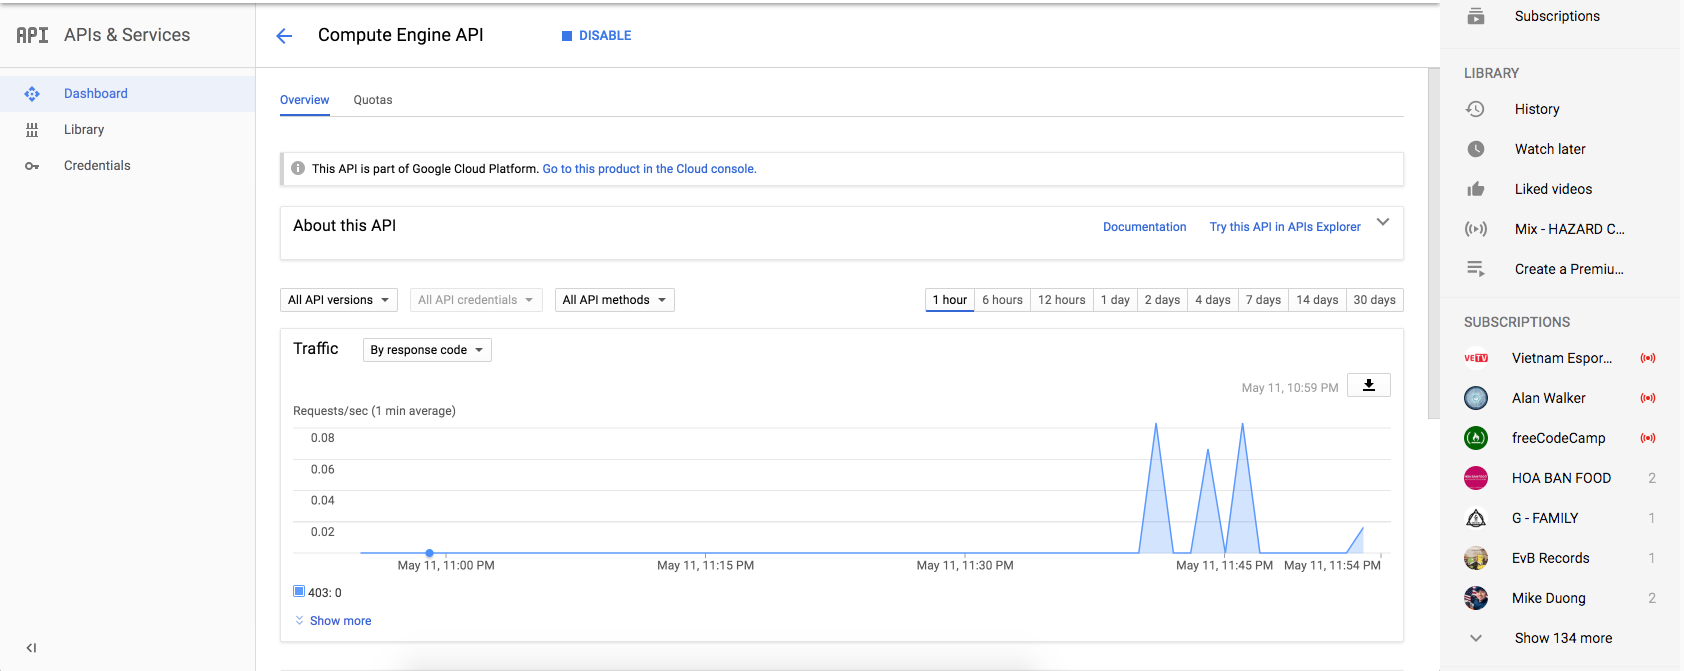 API APIs & Services
Dashboard
Library
Credentials
Compute Engine API
DISABLE
Overview Quotas
This API is part of Google Cloud Platform. Go to this product in the Cloud console.
About this API
Documentation Try this API in APIs Explorer
All API versions All API credentials All API methods
1 hour 6 hours 12 hours 1 day 2 days 4 days 7 days 14 days 30 days
Traffic By response code
May 11, 10:59 PM
Requests/sec (1 min average)
0.08
0.06
0.04
0.02
May 11, 11:00 PM May 11, 11:15 PM May 11, 11:30 PM May 11, 11:45 PM May 11, 11:54 PM
403: 0
Show more
Subscriptions
LIBRARY
History
Watch later
Liked videos
Mix - HAZARD C...
Create a Premiu...
SUBSCRIPTIONS
VETV Vietnam Espor...
Alan Walker
freeCodeCamp
HOA BAN FOOD 2
G - FAMILY 1
EvB Records 1
Mike Duong 2
Show 134 more